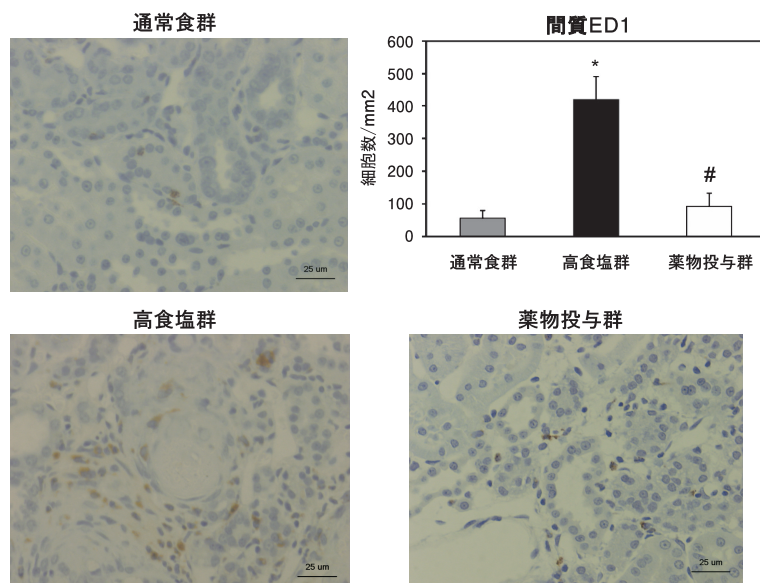 通常食群
25 um
間質ED1
細胞数/mm2
600
500
400
300
200
100
0
*
#
通常食群
高食塩群
薬物投与群
高食塩群
25 um
薬物投与群
25 um